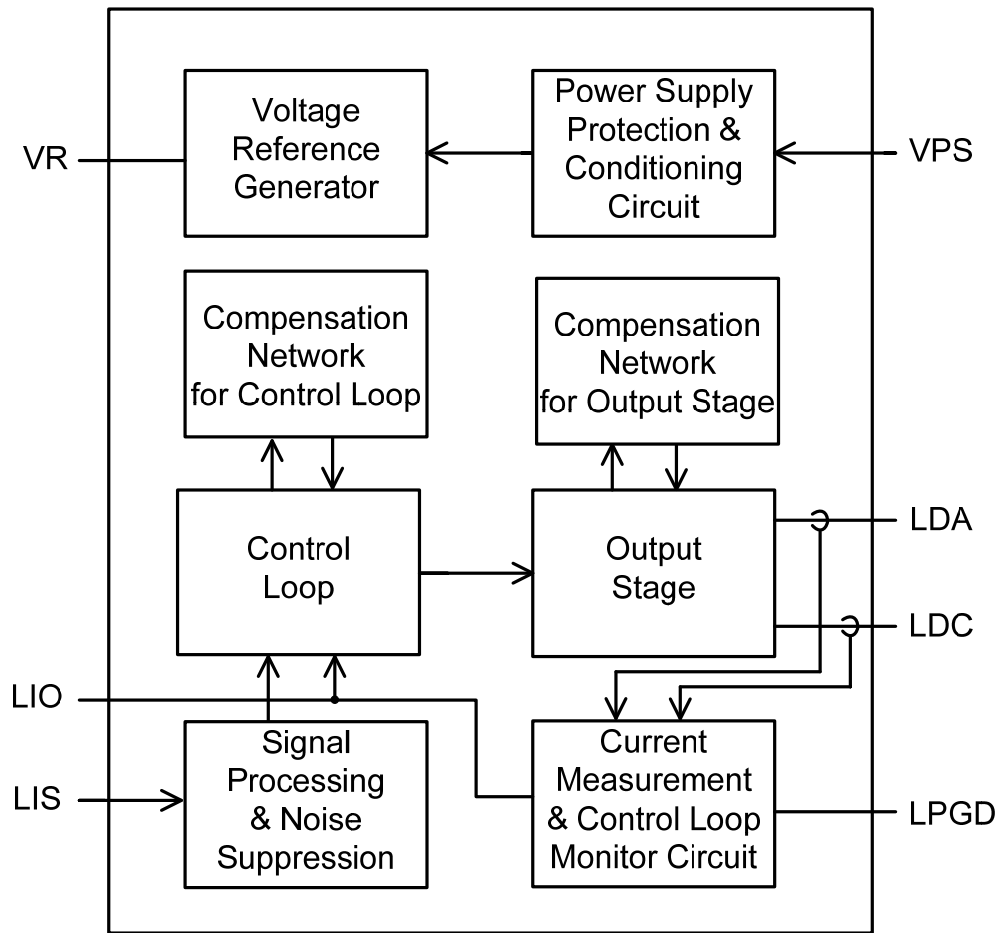 VR
Voltage
Reference
Generator
Power Supply
Protection &
Conditioning
Circuit
VPS
Compensation
Network
for Control Loop
Compensation
Network
for Output Stage
Control
Loop
Output
Stage
LDA
LDC
LIO
LIS
Signal
Processing
& Noise
Suppression
Current
Measurement
& Control Loop
Monitor Circuit
LPGD